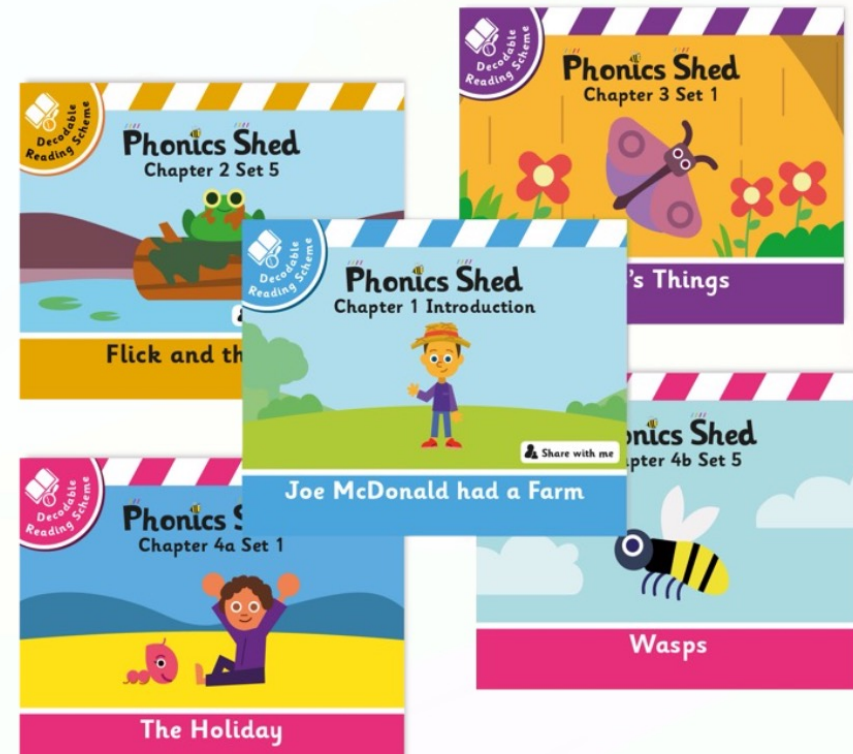 Decodable
Reading Scheme
Phonics Shed
Chapter 2 Set 5
Flick and th
Decodable
Reading Scheme
Phonics Shed
Chapter 3 Set 1
's Things
Decodable
Reading Scheme
Phonics Shed
Chapter 1 Introduction
Share with me
Joe McDonald had a Farm
Decodable
Reading Scheme
Phonics S
Chapter 4a Set 1
The Holiday
onics Shed
pter 4b Set 5
Wasps